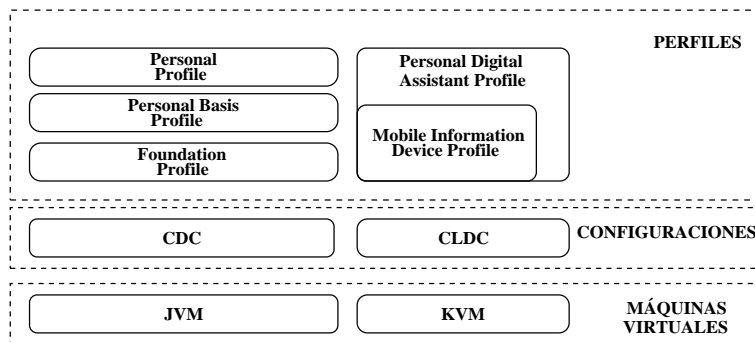 PERFILES
Personal
Profile
Personal Digital
Assistant Profile
Personal Basis
Profile
Mobile Information
Device Profile
Foundation
Profile
CDC
CLDC
CONFIGURACIONES
JVM
KVM
MÁQUINAS
VIRTUALES